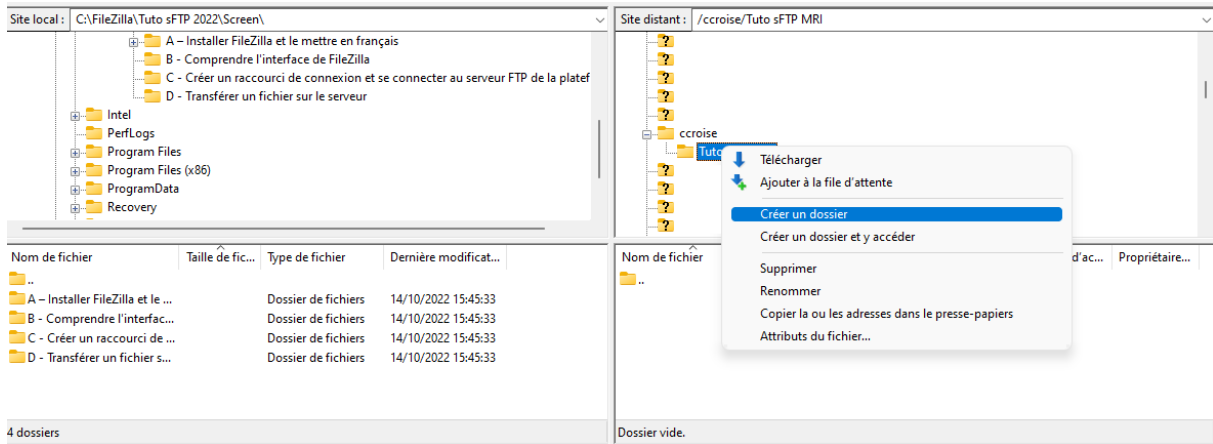 Site local : C:\FileZilla\Tuto sFTP 2022\Screen\
A – Installer FileZilla et le mettre en français
B - Comprendre l'interface de FileZilla
C - Créer un raccourci de connexion et se connecter au serveur FTP de la platef
D - Transférer un fichier sur le serveur
Intel
PerfLogs
Program Files
Program Files (x86)
ProgramData
Recovery
Nom de fichier Taille de fic... Type de fichier Dernière modificat...
..
A – Installer FileZilla et le ... Dossier de fichiers 14/10/2022 15:45:33
B - Comprendre l'interfac... Dossier de fichiers 14/10/2022 15:45:33
C - Créer un raccourci de ... Dossier de fichiers 14/10/2022 15:45:33
D - Transférer un fichier s... Dossier de fichiers 14/10/2022 15:45:33
4 dossiers
Site distant : /ccroise/Tuto sFTP MRI
?
?
?
?
?
ccroise
Tuto
?
?
?
?
Télécharger
Ajouter à la file d'attente
Créer un dossier
Créer un dossier et y accéder
Supprimer
Renommer
Copier la ou les adresses dans le presse-papiers
Attributs du fichier...
Nom de fichier d'ac... Propriétaire...
..
Dossier vide.